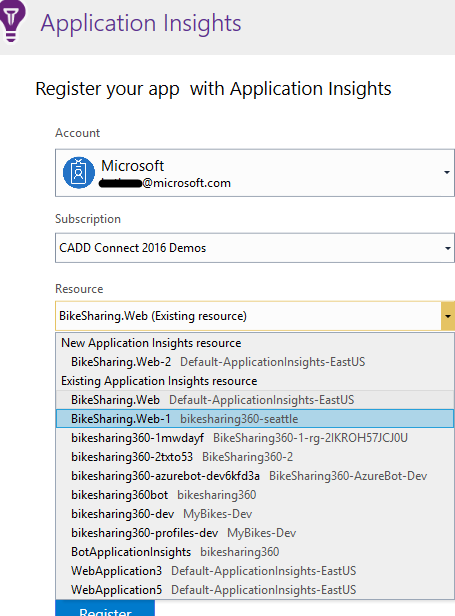 Application Insights
Register your app with Application Insights
Account
Microsoft
@microsoft.com
Subscription
CADD Connect 2016 Demos
Resource
BikeSharing.Web (Existing resource)
New Application Insights resource
BikeSharing.Web-2 Default-ApplicationInsights-EastUS
Existing Application Insights resource
BikeSharing.Web Default-ApplicationInsights-EastUS
BikeSharing.Web-1 bikesharing360-seattle
bikesharing360-1mwdayf BikeSharing360-1-rg-2IKROH57JCJ0U
bikesharing360-2txto53 BikeSharing360-2
bikesharing360-azurebot-dev6kfd3a BikeSharing360-AzureBot-Dev
bikesharing360bot bikesharing360
bikesharing360-dev MyBikes-Dev
bikesharing360-profiles-dev MyBikes-Dev
BotApplicationInsights bikesharing360
WebApplication3 Default-ApplicationInsights-EastUS
WebApplication5 Default-ApplicationInsights-EastUS
Register